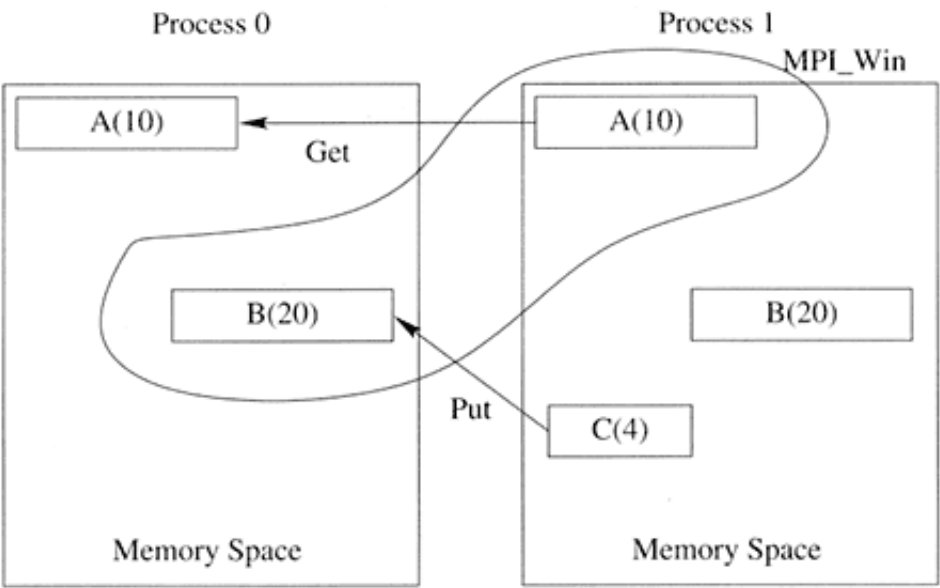 Process 0
Process 1
MPI_Win
A(10)
A(10)
Get
B(20)
B(20)
Put
C(4)
Memory Space
Memory Space